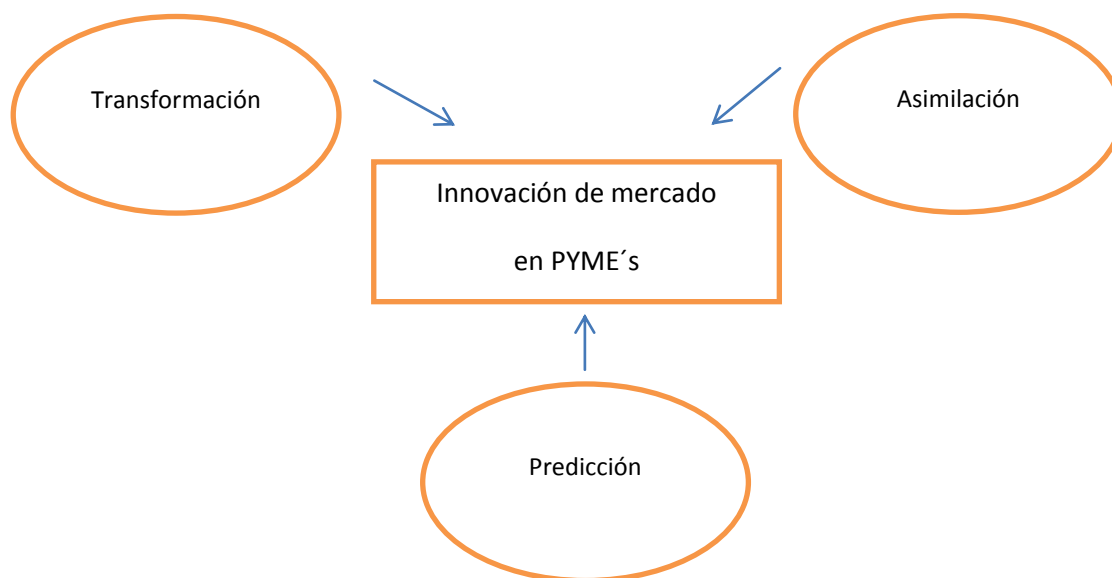 Transformación
Asimilación
Innovación de mercado
en PYME´s
Predicción